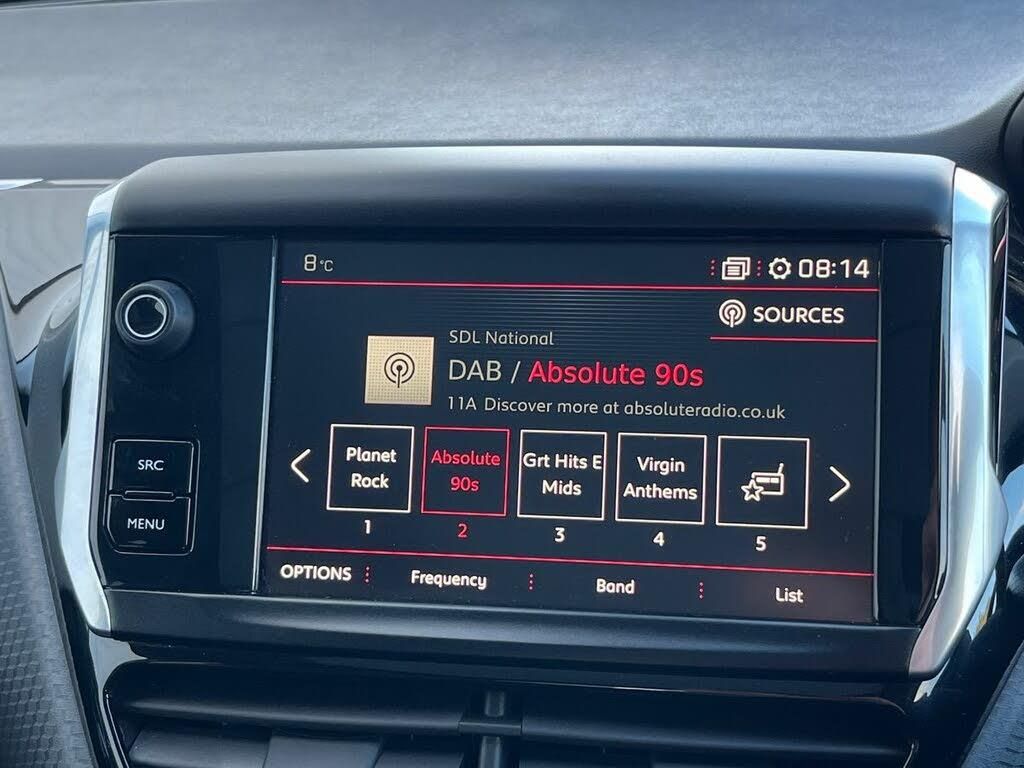 8°C
08:14
SOURCES
SDL National
DAB / Absolute 90s
11A Discover more at absoluteradio.co.uk
Planet
Rock
Absolute
90s
Grt Hits E
Mids
Virgin
Anthems
1
2
3
4
5
SRC
MENU
OPTIONS
Frequency
Band
List